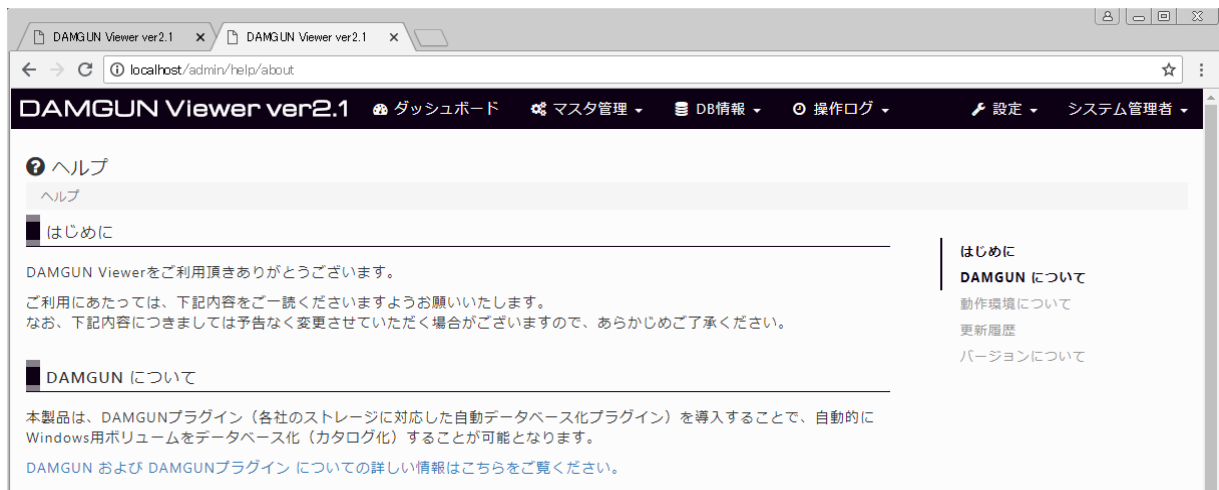 DAMGUN Viewer ver2.1
DAMGUN Viewer ver2.1
localhost/admin/help/about
DAMGUN Viewer ver2.1 ダッシュボード マスタ管理 DB情報 操作ログ 設定 システム管理者
ヘルプ
ヘルプ
はじめに
DAMGUN Viewerをご利用頂きありがとうございます。
ご利用にあたっては、下記内容をご一読くださいますようお願いいたします。
なお、下記内容につきましては予告なく変更させていただく場合がございますので、あらかじめご了承ください。
DAMGUN について
本製品は、DAMGUNプラグイン（各社のストレージに対応した自動データベース化プラグイン）を導入することで、自動的に
Windows用ボリュームをデータベース化（カタログ化）することが可能となります。
DAMGUN および DAMGUNプラグイン についての詳しい情報はこちらをご覧ください。
はじめに
DAMGUN について
動作環境について
更新履歴
バージョンについて